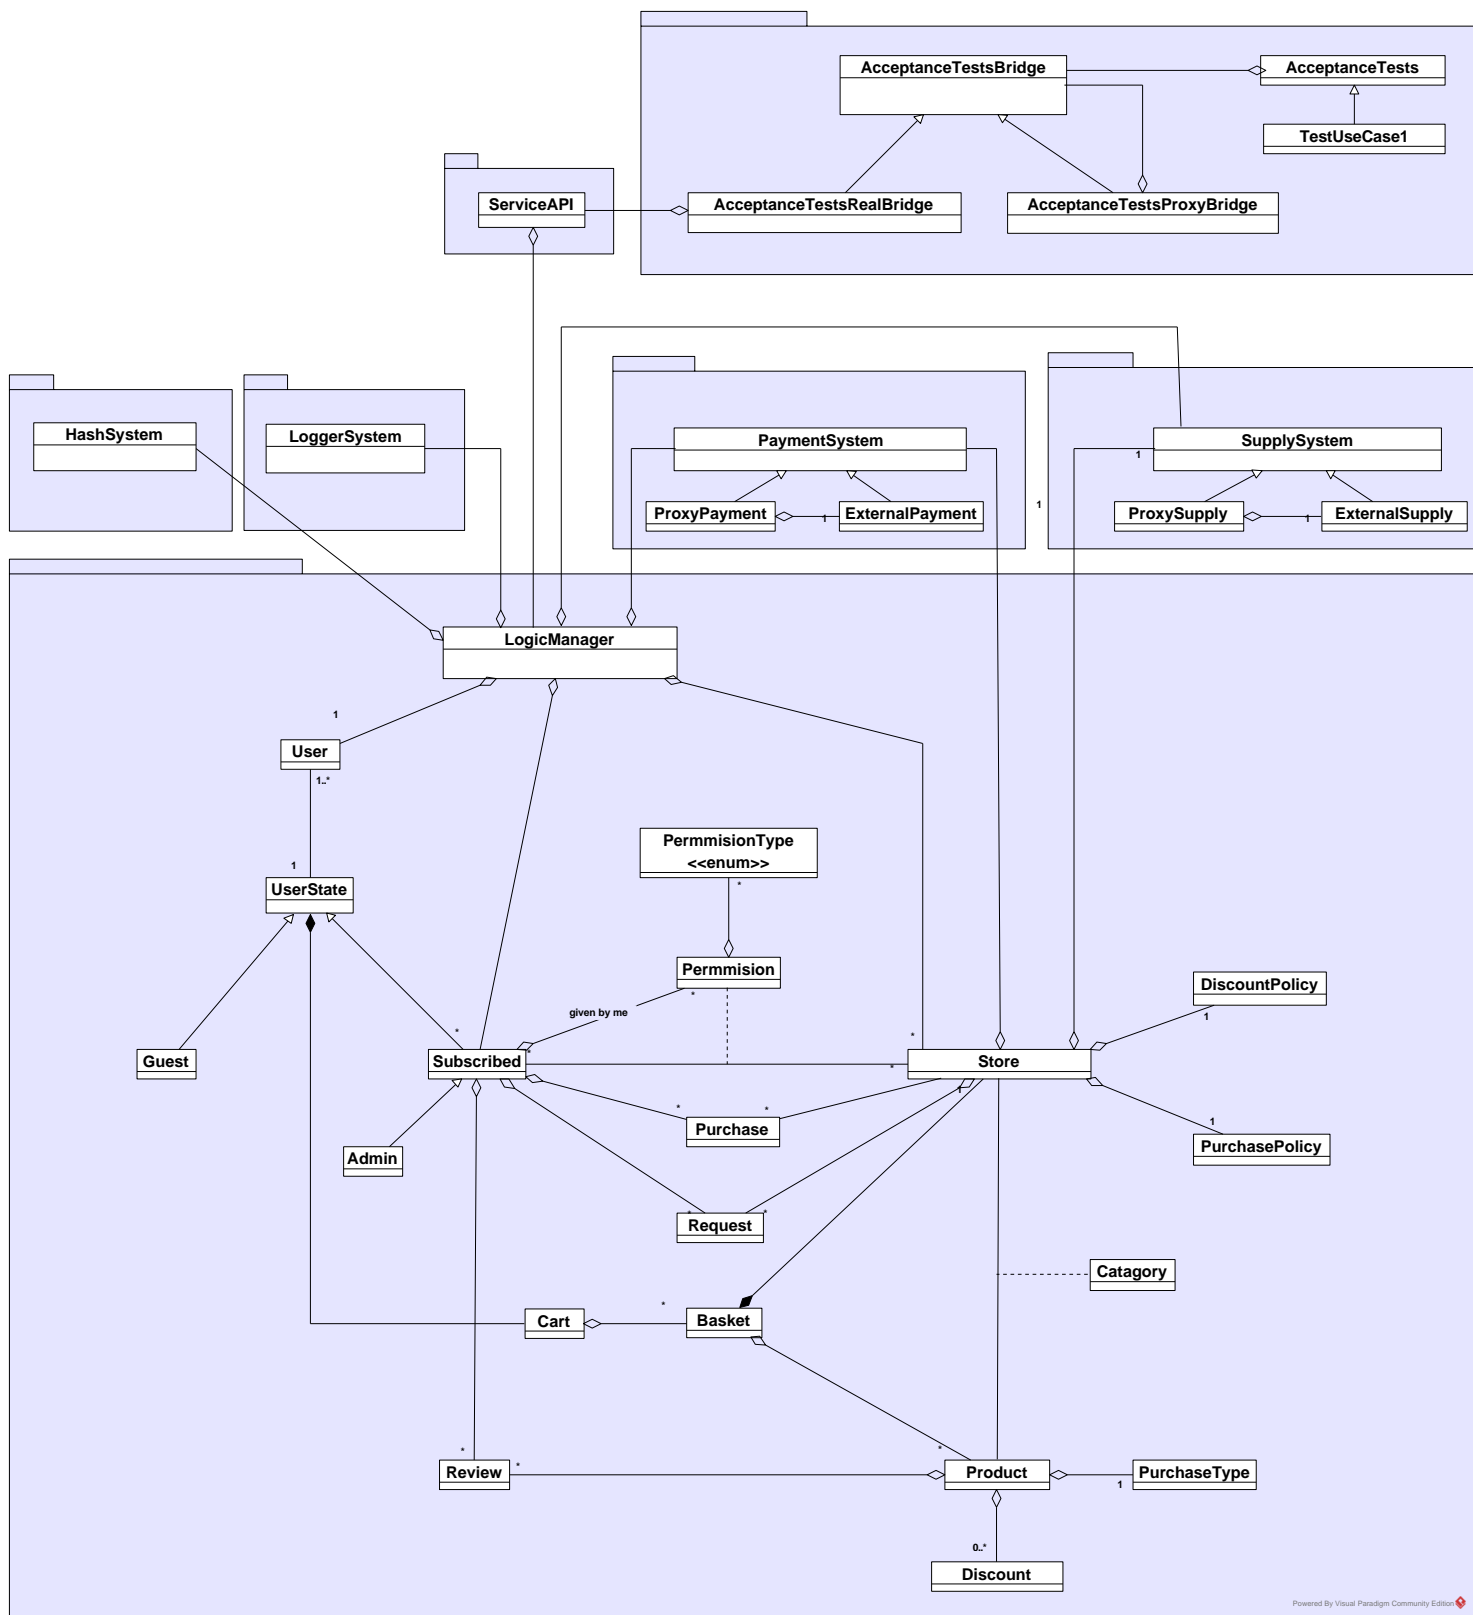 AcceptanceTestsBridge
AcceptanceTests
TestUseCase1
ServiceAPI
AcceptanceTestsRealBridge
AcceptanceTestsProxyBridge
HashSystem
LoggerSystem
PaymentSystem
SupplySystem
1
ProxyPayment
1
ExternalPayment
1
ProxySupply
1
ExternalSupply
LogicManager
1
User
1..*
PermmisionType
<<enum>>
*
1
UserState
Permmision
*
given by me
DiscountPolicy
1
*
*
*
Guest
Subscribed
*
Store
1
*
Purchase
*
1
PurchasePolicy
Admin
*
Request
*
Catagory
*
Cart
Basket
*
*
*
Review
Product
1
PurchaseType
0..*
Discount
Powered By Visual Paradigm Community Edition